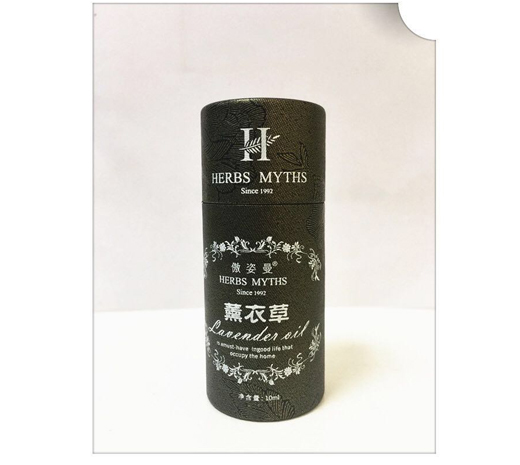 H
HERBS MYTHS
Since 1992
傲姿曼®
HERBS MYTHS
Since 1992
薰衣草
Lavender oil
a must-have ingood life that
occupy the home
净含量: 10ml